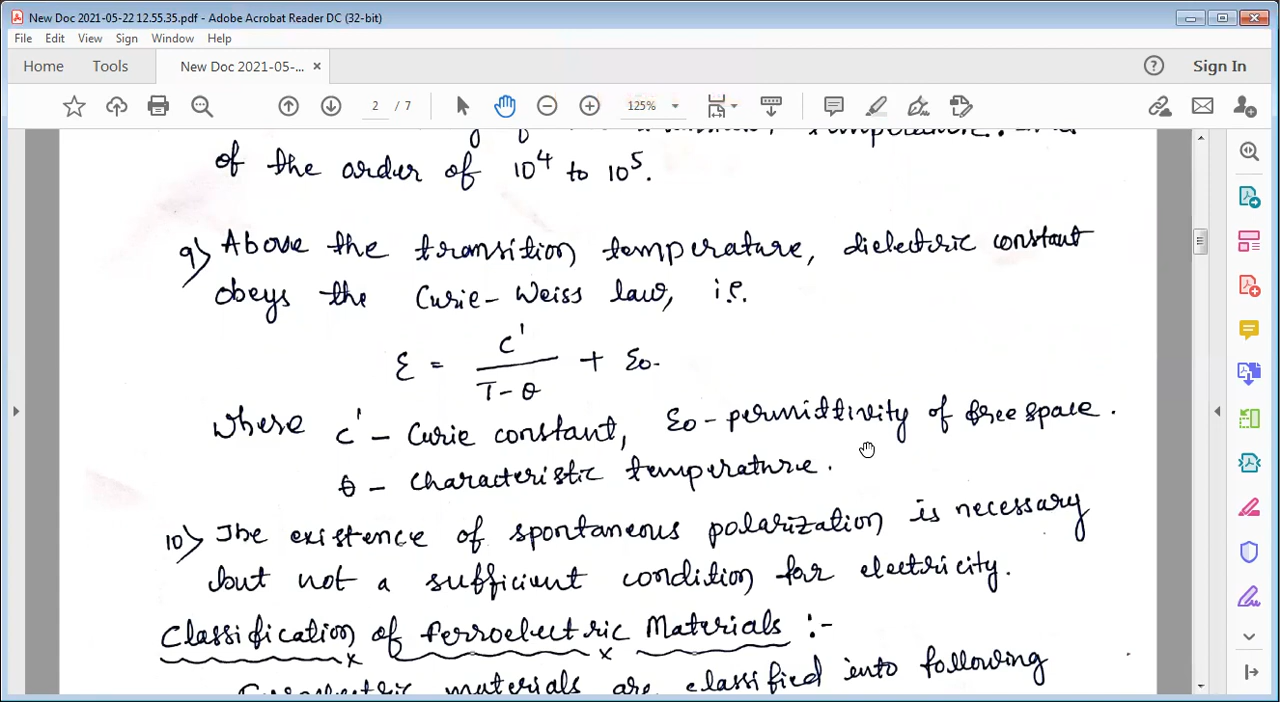 New Doc 2021-05-22 12.55.35.pdf - Adobe Acrobat Reader DC (32-bit)
File Edit View Sign Window Help
Home Tools New Doc 2021-05-... × Sign In
2 / 7 125%
temperature.
of the order of 10⁴ to 10⁵.
9) Above the transition temperature, dielectric constant
obeys the Curie-Weiss law, i.e.
ε = C'/(T-θ) + ε0.
where C' - Curie constant, ε0 - permittivity of free space.
θ - characteristic temperature.
10) The existence of spontaneous polarization is necessary
but not a sufficient condition for electricity.
Classification of Ferroelectric Materials :-
materials are classified into following